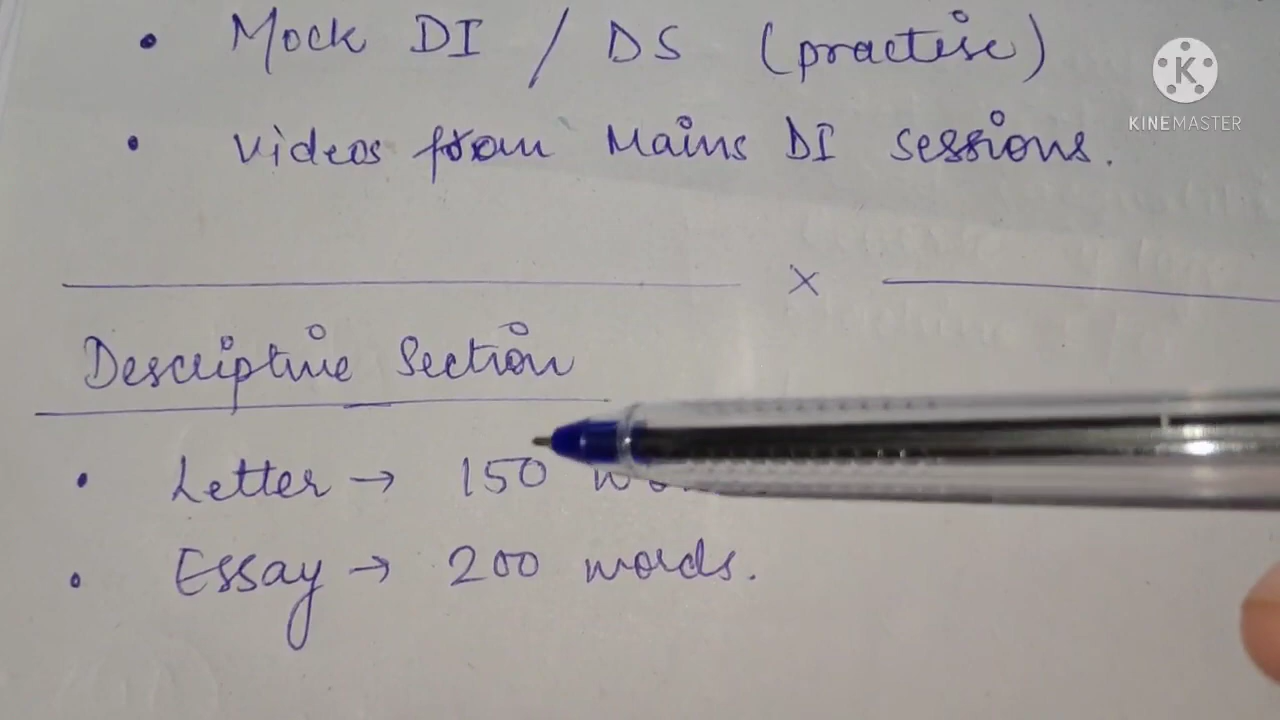 • Mock DI / DS (practise)
K
KINEMASTER
• Videos from Mains DI sessions.
x
Descriptive Section
• Letter → 150
• Essay → 200 words.